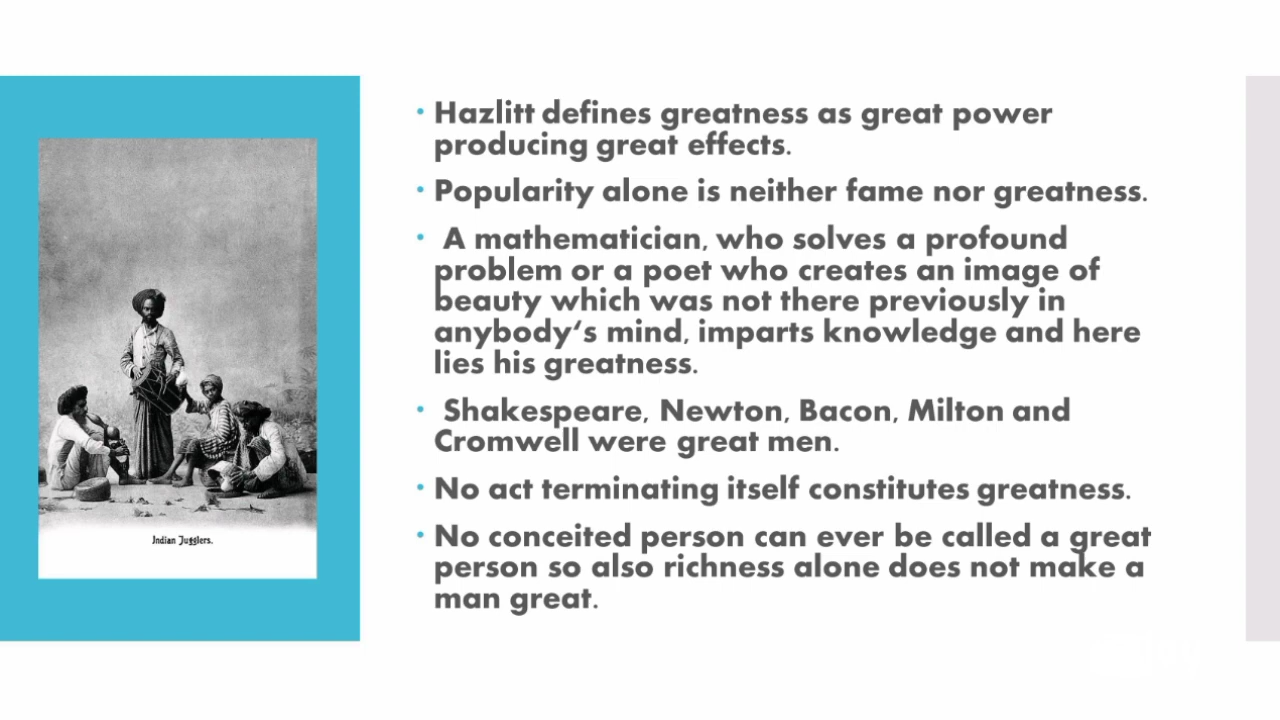 • Hazlitt defines greatness as great power
producing great effects.
• Popularity alone is neither fame nor greatness.
• A mathematician, who solves a profound
problem or a poet who creates an image of
beauty which was not there previously in
anybody‘s mind, imparts knowledge and here
lies his greatness.
• Shakespeare, Newton, Bacon, Milton and
Cromwell were great men.
• No act terminating itself constitutes greatness.
• No conceited person can ever be called a great
person so also richness alone does not make a
man great.
Indian Jugglers.